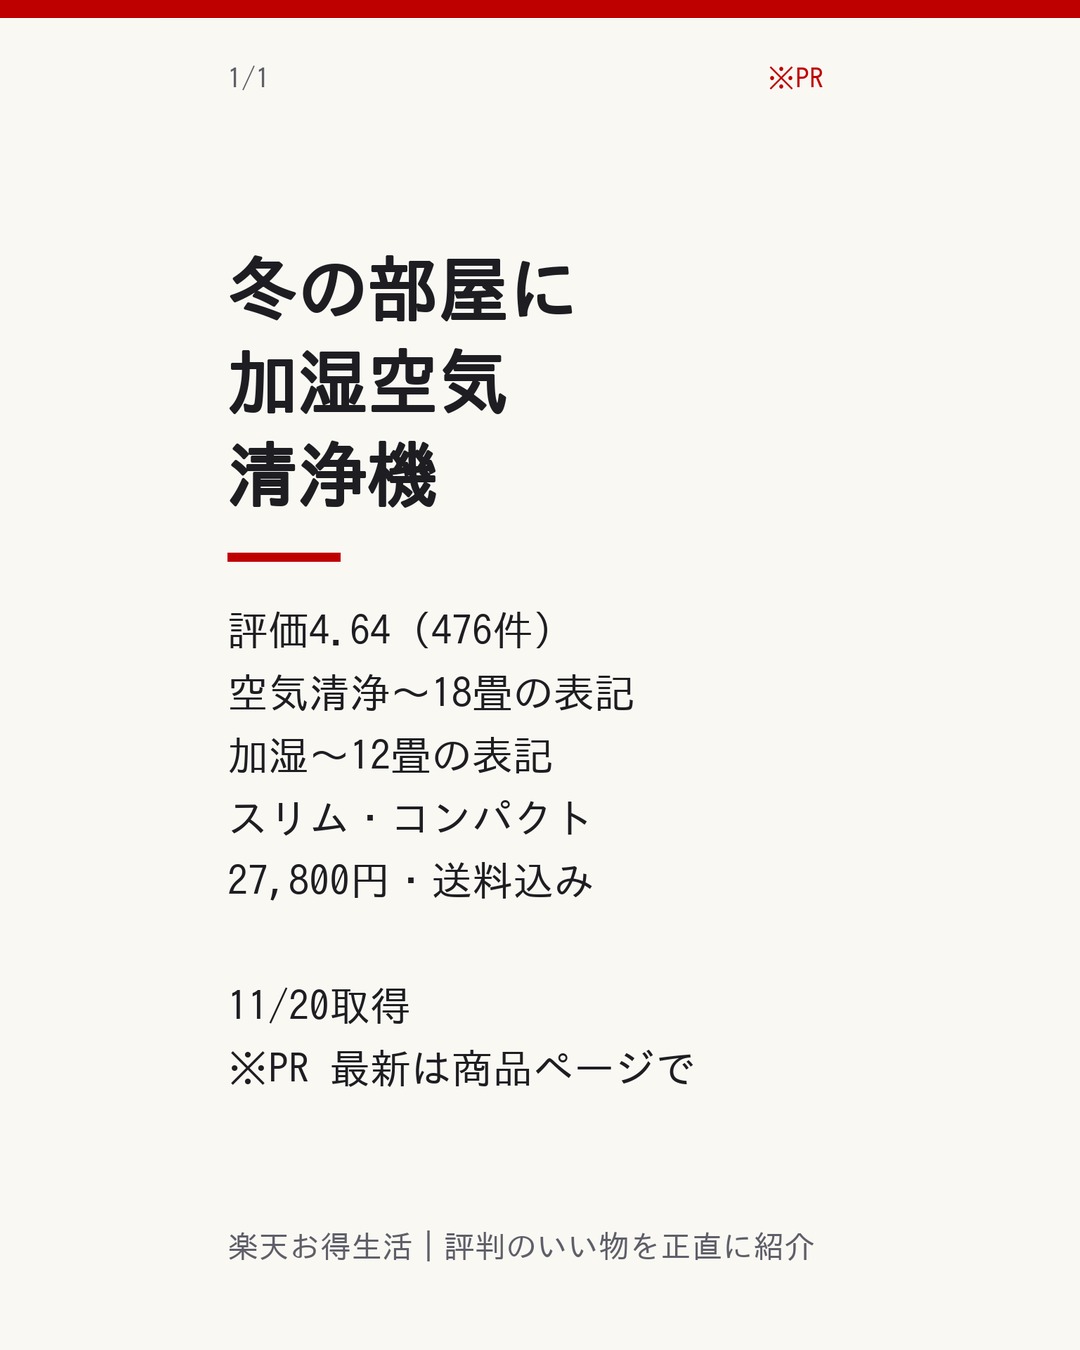 1/1
※PR
冬の部屋に
加湿空気
清浄機
評価4.64（476件）
空気清浄〜18畳の表記
加湿〜12畳の表記
スリム・コンパクト
27,800円・送料込み
11/20取得
※PR 最新は商品ページで
楽天お得生活｜評判のいい物を正直に紹介